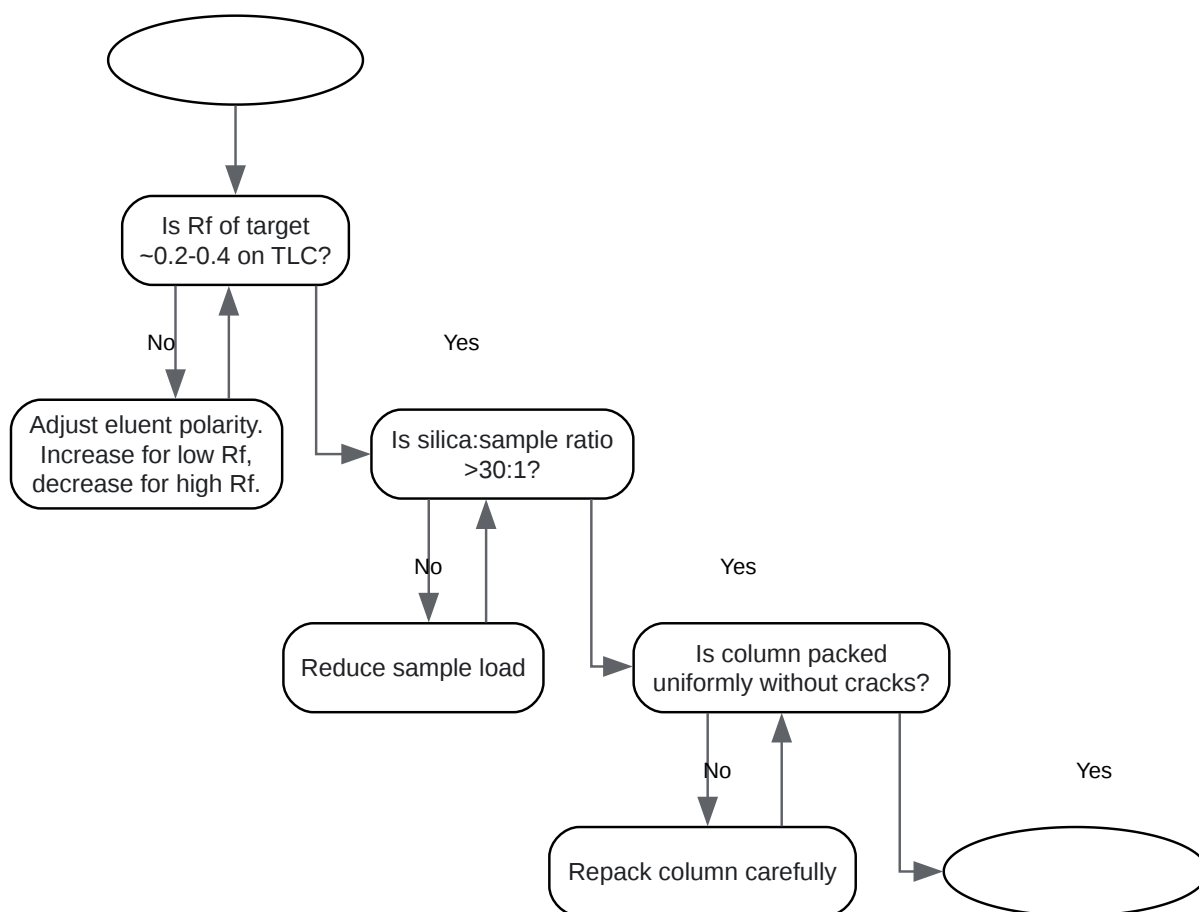 Is Rf of target
~0.2-0.4 on TLC?
No
Yes
Adjust eluent polarity.
Increase for low Rf,
decrease for high Rf.
Is silica:sample ratio
>30:1?
No
Yes
Reduce sample load
Is column packed
uniformly without cracks?
No
Yes
Repack column carefully